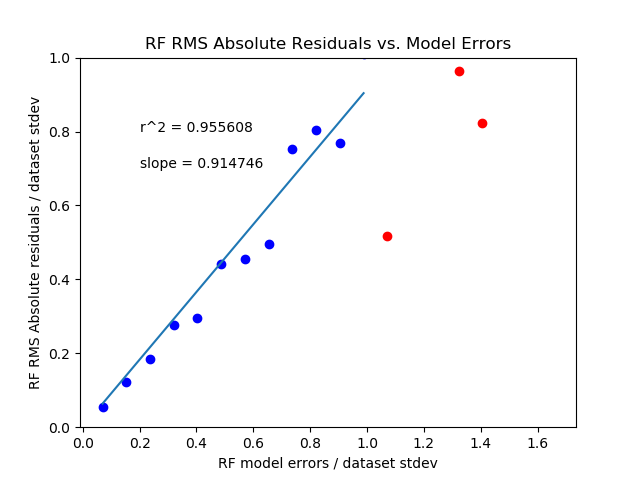 RF RMS Absolute Residuals vs. Model Errors
1.0
0.8
0.6
0.4
0.2
0.0
RF RMS Absolute residuals / dataset stdev
r^2 = 0.955608
slope = 0.914746
0.0 0.2 0.4 0.6 0.8 1.0 1.2 1.4 1.6
RF model errors / dataset stdev